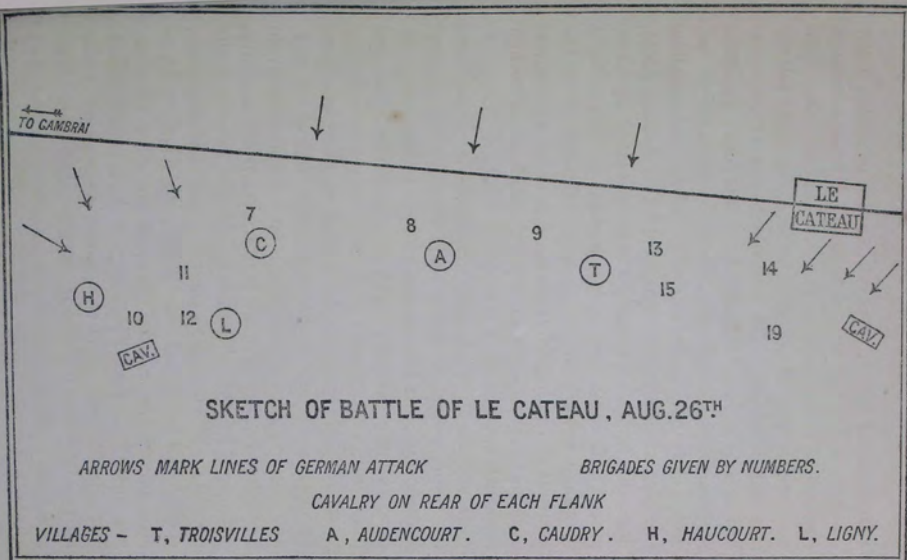 TO CAMBRAI
LE
CATEAU
7
8
9
13
14
C
A
T
11
15
H
10
12
L
19
CAV.
CAV.
SKETCH OF BATTLE OF LE CATEAU, AUG.26TH
ARROWS MARK LINES OF GERMAN ATTACK
BRIGADES GIVEN BY NUMBERS.
CAVALRY ON REAR OF EACH FLANK
VILLAGES - T, TROISVILLES A, AUDENCOURT. C, CAUDRY. H, HAUCOURT. L, LIGNY.